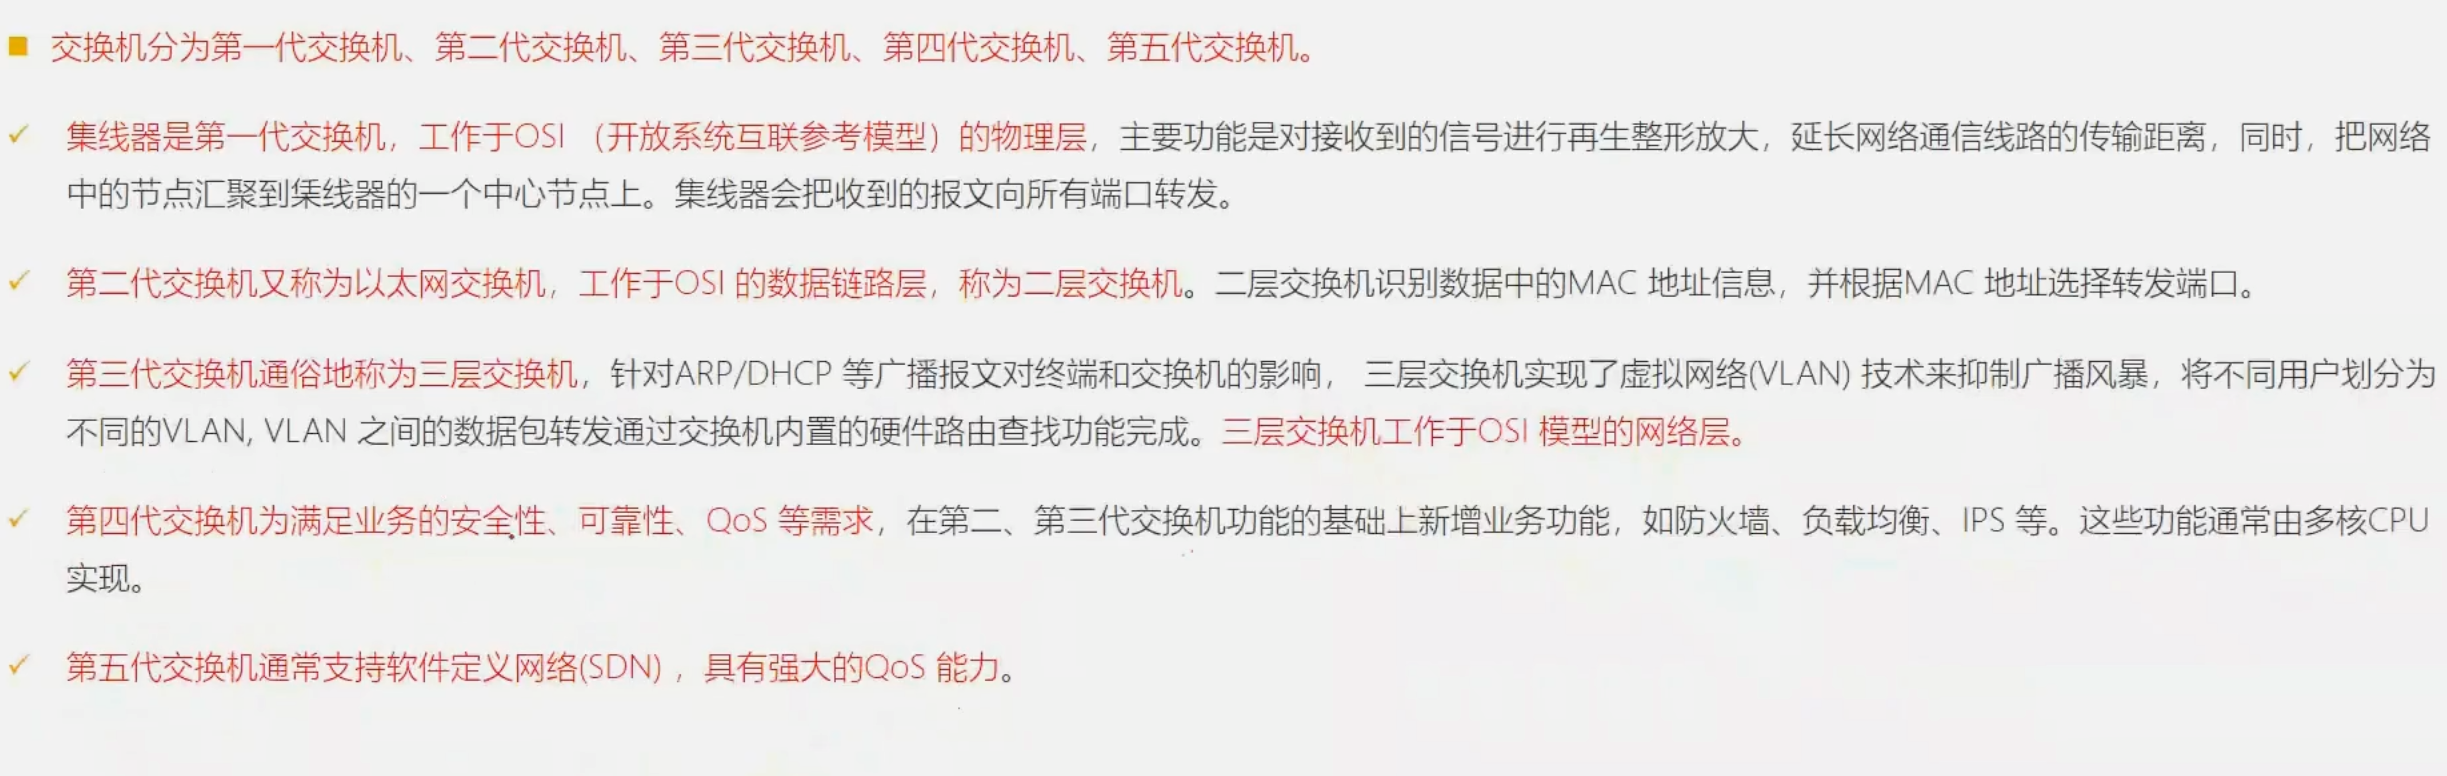 ■ 交换机分为第一代交换机、第二代交换机、第三代交换机、第四代交换机、第五代交换机。
✓ 集线器是第一代交换机，工作于OSI （开放系统互联参考模型）的物理层，主要功能是对接收到的信号进行再生整形放大，延长网络通信线路的传输距离，同时，把网络
中的节点汇聚到集线器的一个中心节点上。集线器会把收到的报文向所有端口转发。
✓ 第二代交换机又称为以太网交换机，工作于OSI 的数据链路层，称为二层交换机。二层交换机识别数据中的MAC 地址信息，并根据MAC 地址选择转发端口。
✓ 第三代交换机通俗地称为三层交换机，针对ARP/DHCP 等广播报文对终端和交换机的影响， 三层交换机实现了虚拟网络(VLAN) 技术来抑制广播风暴，将不同用户划分为
不同的VLAN, VLAN 之间的数据包转发通过交换机内置的硬件路由查找功能完成。三层交换机工作于OSI 模型的网络层。
✓ 第四代交换机为满足业务的安全性、可靠性、QoS 等需求，在第二、第三代交换机功能的基础上新增业务功能，如防火墙、负载均衡、IPS 等。这些功能通常由多核CPU
实现。
✓ 第五代交换机通常支持软件定义网络(SDN) ，具有强大的QoS 能力。